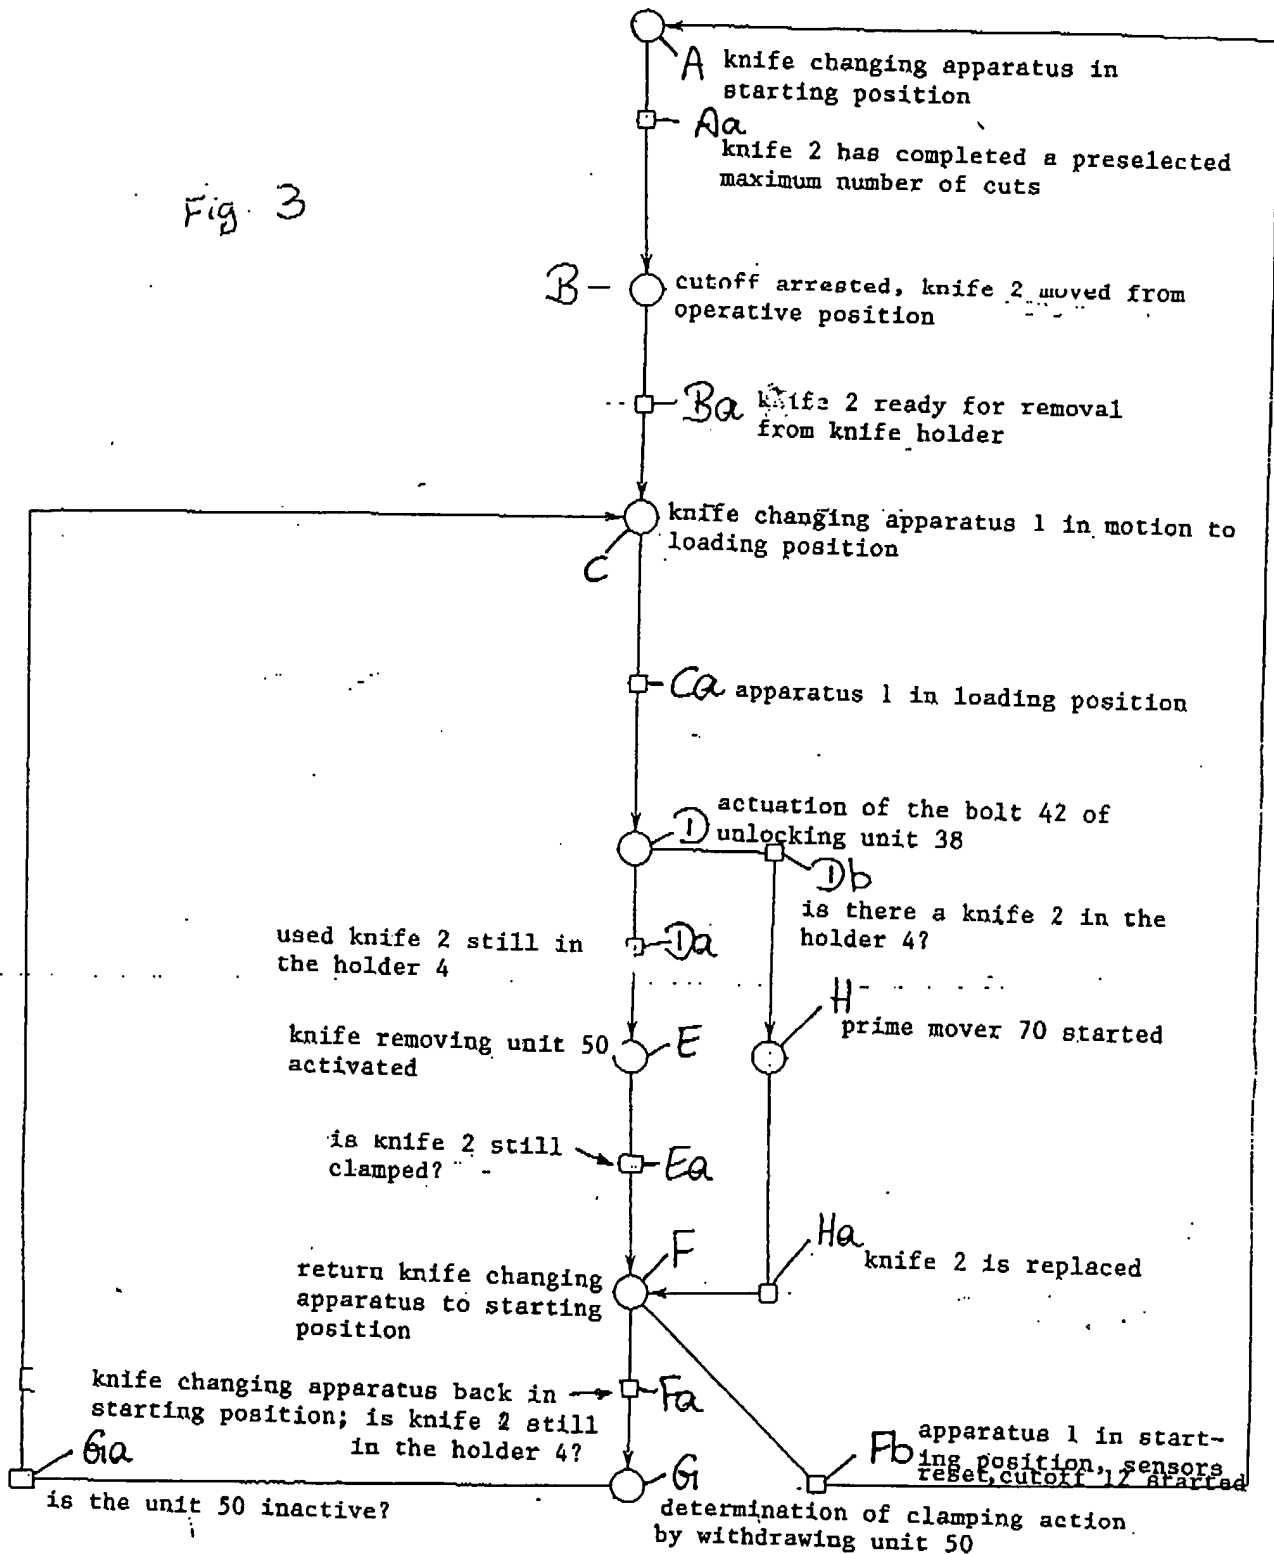 A knife changing apparatus in
starting position
Aa
knife 2 has completed a preselected
maximum number of cuts
Fig. 3
B cutoff arrested, knife 2 moved from
operative position
Ba knife 2 ready for removal
from knife holder
knife changing apparatus 1 in motion to
loading position
C
Ca apparatus 1 in loading position
D actuation of the bolt 42 of
unlocking unit 38
Db
is there a knife 2 in the
holder 4?
used knife 2 still in
the holder 4
Da
H
prime mover 70 started
knife removing unit 50
activated
E
is knife 2 still
clamped?
Ea
Ha
knife 2 is replaced
F
return knife changing
apparatus to starting
position
knife changing apparatus back in
starting position; is knife 2 still
in the holder 4?
Fa
Fb apparatus 1 in start-
ing position, sensors
reset, cutoff 12 started
Ga
is the unit 50 inactive?
G
determination of clamping action
by withdrawing unit 50